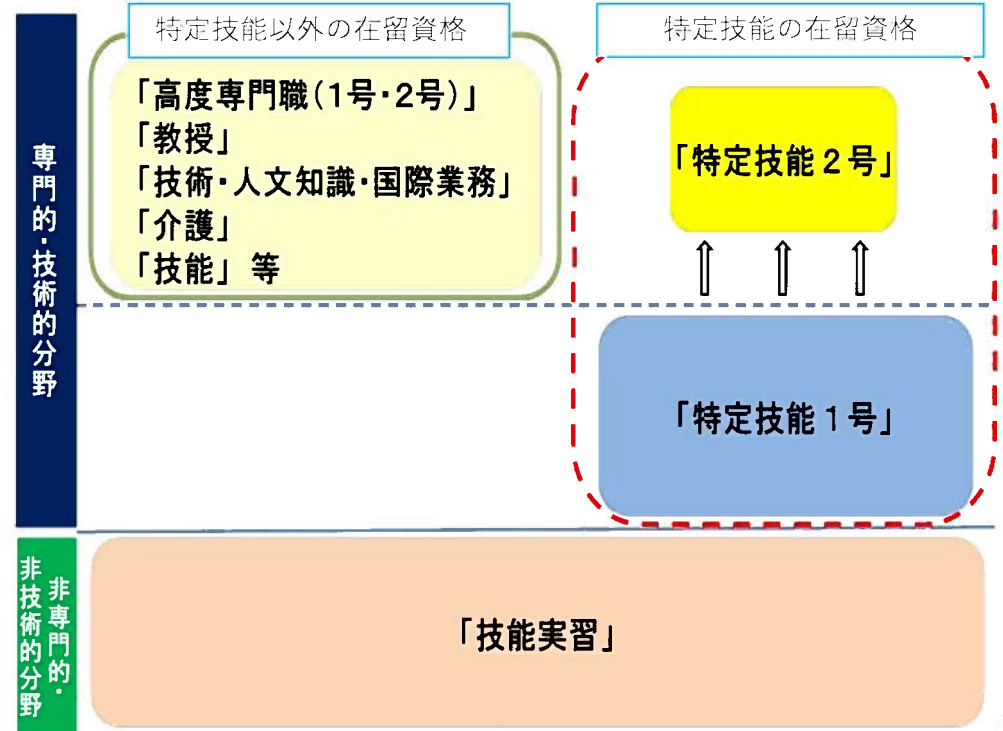 特定技能以外の在留資格
特定技能の在留資格
専門的・技術的分野
「高度専門職(1号・2号)」
「教授」
「技術・人文知識・国際業務」
「介護」
「技能」 等
「特定技能2号」
「特定技能1号」
非専門的・
非技術的分野
「技能実習」